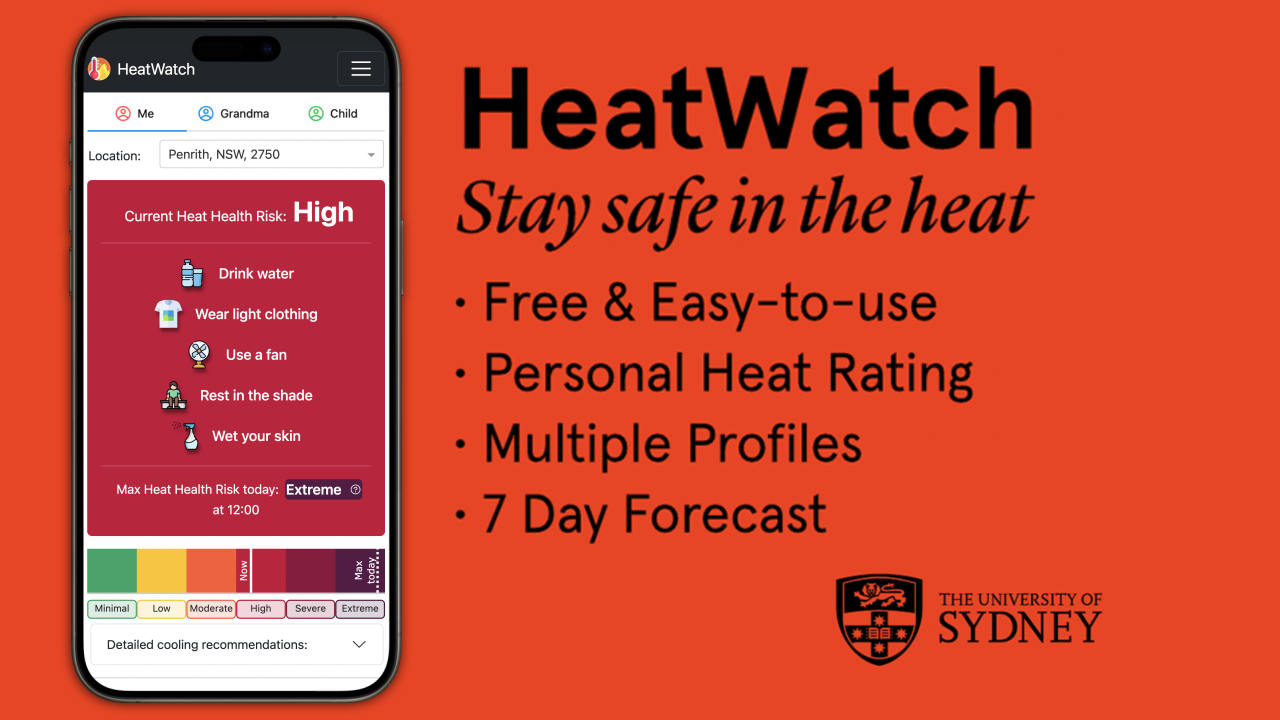 HeatWatch
Me
Grandma
Child
Location:
Penrith, NSW, 2750
Current Heat Health Risk: High
Drink water
Wear light clothing
Use a fan
Rest in the shade
Wet your skin
Max Heat Health Risk today: Extreme
at 12:00
Now
Max
today
Minimal
Low
Moderate
High
Severe
Extreme
Detailed cooling recommendations:
HeatWatch
Stay safe in the heat
• Free & Easy-to-use
• Personal Heat Rating
• Multiple Profiles
• 7 Day Forecast
THE UNIVERSITY OF
SYDNEY